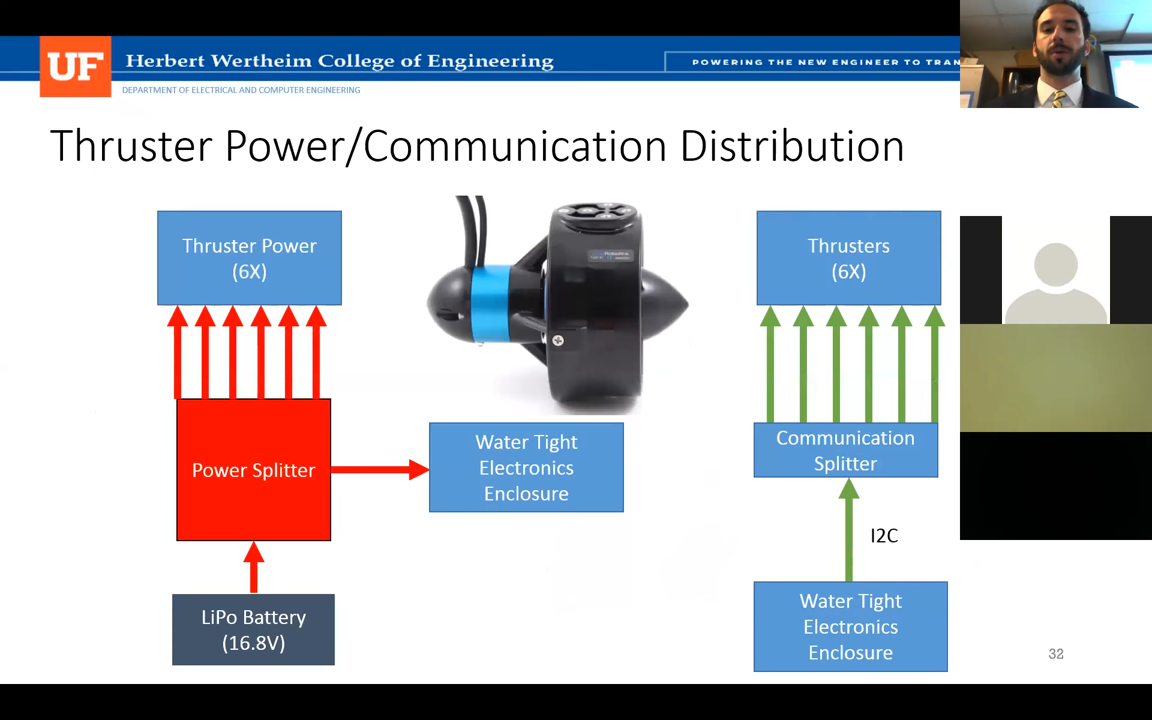 UF
Herbert Wertheim College of Engineering
POWERING THE NEW ENGINEER TO
DEPARTMENT OF ELECTRICAL AND COMPUTER ENGINEERING
Thruster Power/Communication Distribution
Thruster Power
(6X)
Thrusters
(6X)
Power Splitter
Water Tight
Electronics
Enclosure
Communication
Splitter
I2C
LiPo Battery
(16.8V)
Water Tight
Electronics
Enclosure
32